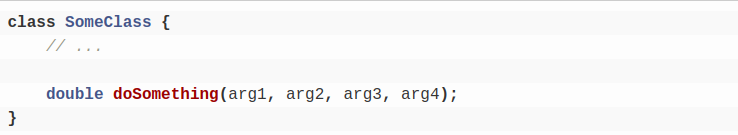 class SomeClass {
    // ...

    double doSomething(arg1, arg2, arg3, arg4);
}